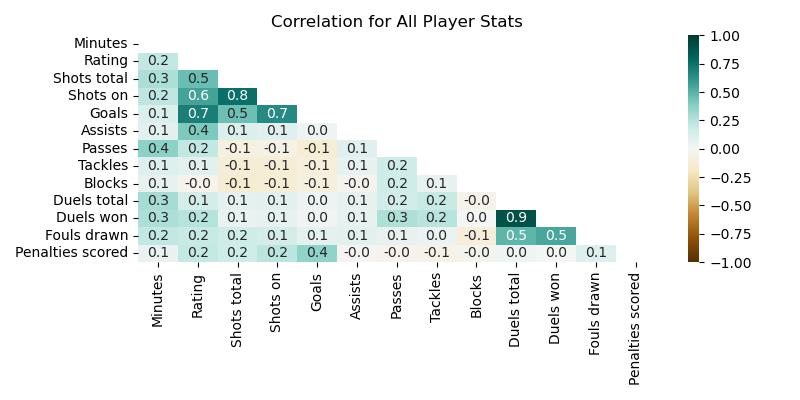 Correlation for All Player Stats
Minutes
Rating 0.2
Shots total 0.3 0.5
Shots on 0.2 0.6 0.8
Goals 0.1 0.7 0.5 0.7
Assists 0.1 0.4 0.1 0.1 0.0
Passes 0.4 0.2 -0.1 -0.1 -0.1 0.1
Tackles 0.1 0.1 -0.1 -0.1 -0.1 0.1 0.2
Blocks 0.1 -0.0 -0.1 -0.1 -0.1 -0.0 0.2 0.1
Duels total 0.3 0.1 0.1 0.1 0.0 0.1 0.2 0.2 -0.0
Duels won 0.3 0.2 0.1 0.1 0.0 0.1 0.3 0.2 0.0 0.9
Fouls drawn 0.2 0.2 0.2 0.1 0.1 0.1 0.1 0.0 -0.1 0.5 0.5
Penalties scored 0.1 0.2 0.2 0.2 0.4 -0.0 -0.0 -0.1 -0.0 0.0 0.0 0.1
Minutes
Rating
Shots total
Shots on
Goals
Assists
Passes
Tackles
Blocks
Duels total
Duels won
Fouls drawn
Penalties scored
1.00
0.75
0.50
0.25
0.00
−0.25
−0.50
−0.75
−1.00